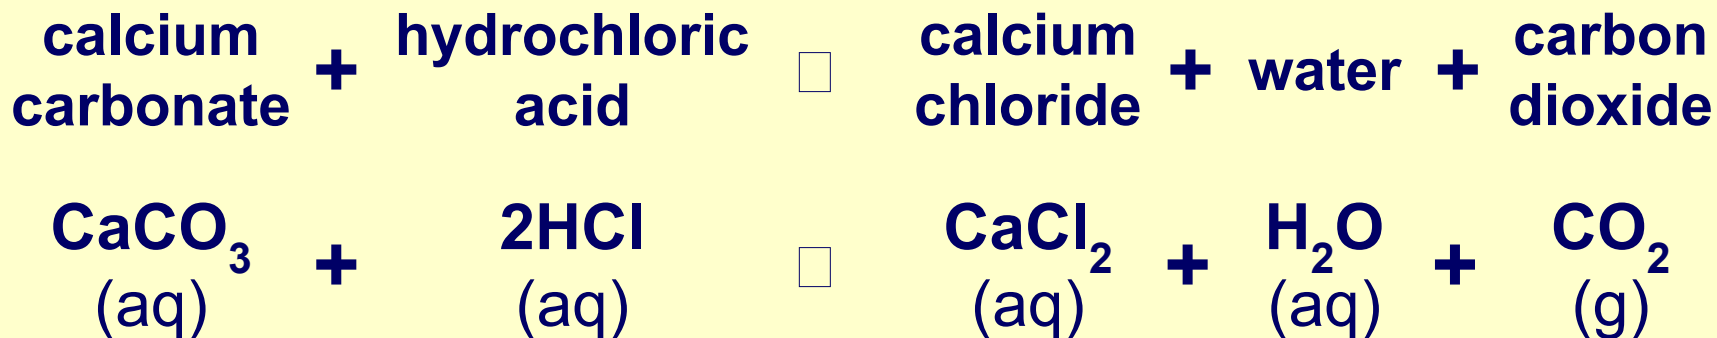 calcium carbonate + hydrochloric acid □ calcium chloride + water + carbon dioxide
CaCO₃ + 2HCl □ CaCl₂ + H₂O + CO₂
(aq) (aq) (aq) (aq) (g)